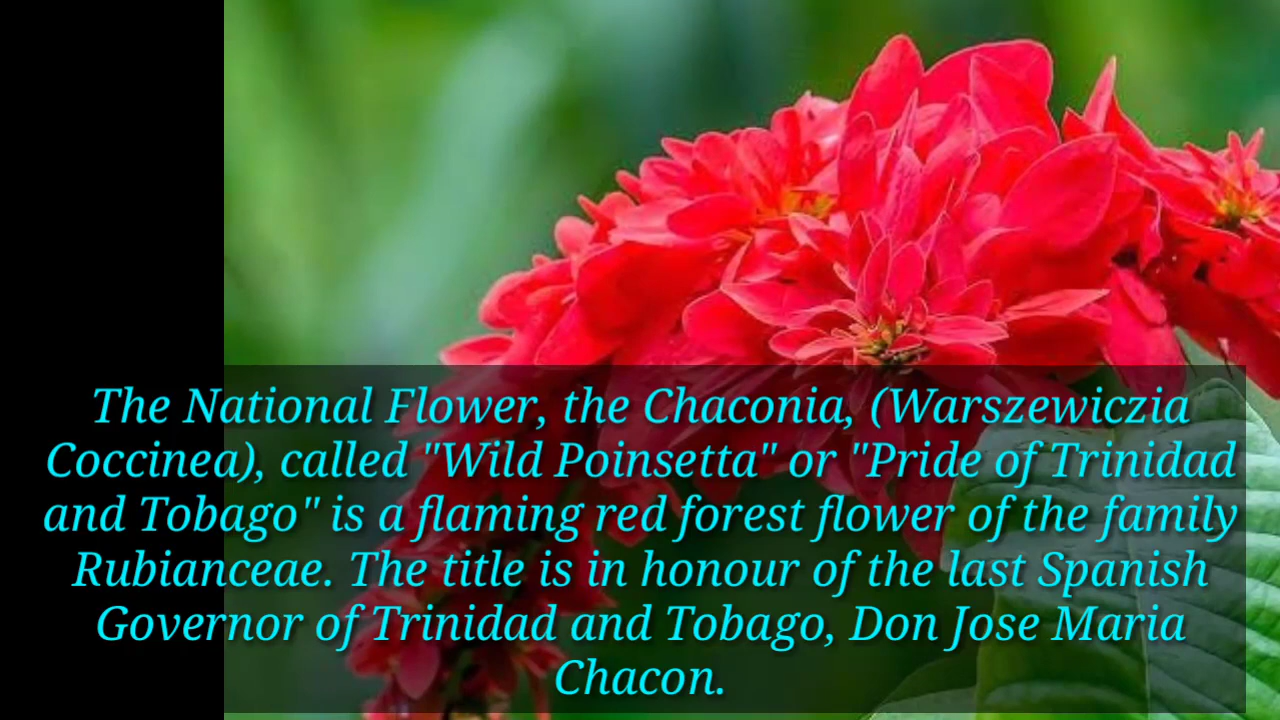 The National Flower, the Chaconia, (Warszewiczia
Coccinea), called "Wild Poinsetta" or "Pride of Trinidad
and Tobago" is a flaming red forest flower of the family
Rubianceae. The title is in honour of the last Spanish
Governor of Trinidad and Tobago, Don Jose Maria
Chacon.